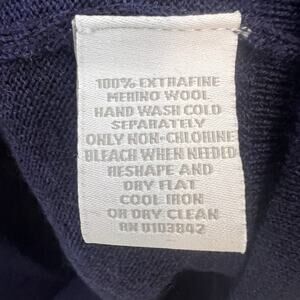 100% EXTRAFINE
MERINO WOOL
HAND WASH COLD
SEPARATELY
ONLY NON-CHLORINE
BLEACH WHEN NEEDED
RESHAPE AND
DRY FLAT
COOL IRON
OR DRY CLEAN
RN 0103842